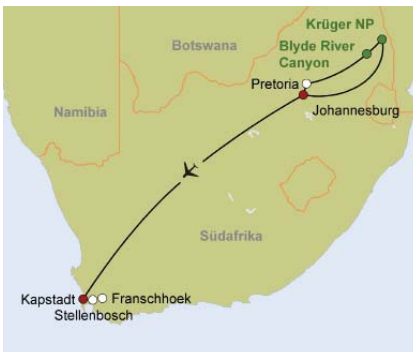 Krüger NP
Botswana
Blyde River
Canyon
Pretoria
Namibia
Johannesburg
Südafrika
Kapstadt
Franschhoek
Stellenbosch